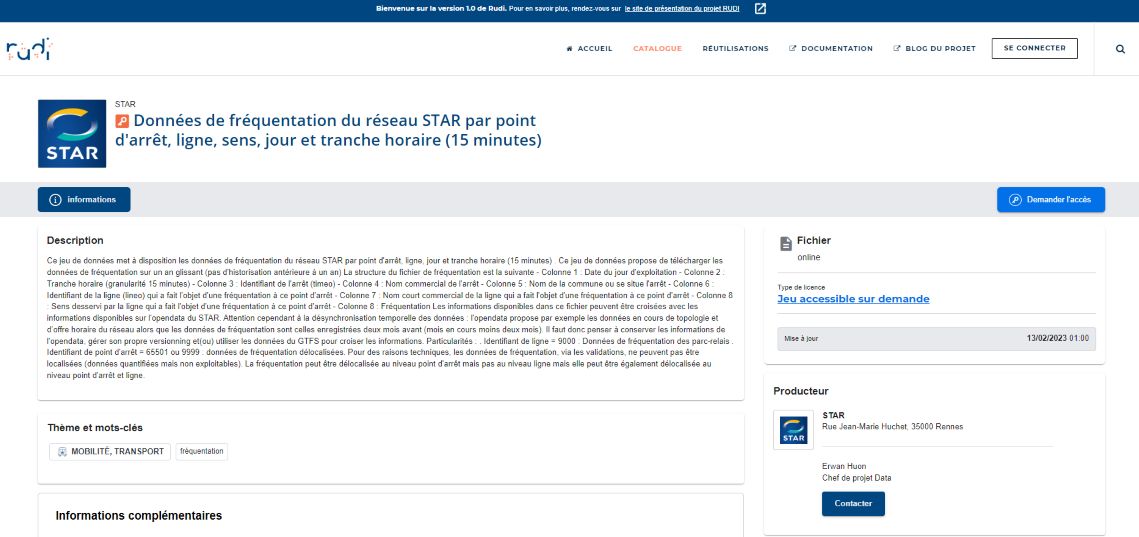 Bienvenue sur la version 1.0 de Rudi. Pour en savoir plus, rendez-vous sur le site de présentation du projet RUDI
rudi
ACCUEIL CATALOGUE RÉUTILISATIONS DOCUMENTATION BLOG DU PROJET SE CONNECTER
STAR
STAR
Données de fréquentation du réseau STAR par point
d'arrêt, ligne, sens, jour et tranche horaire (15 minutes)
informations
Demander l'accès
Description
Ce jeu de données met à disposition les données de fréquentation du réseau STAR par point d'arrêt, ligne, jour et tranche horaire (15 minutes) . Ce jeu de données propose de télécharger les
données de fréquentation sur un an glissant (pas d'historisation antérieure à un an) La structure du fichier de fréquentation est la suivante - Colonne 1 : Date du jour d'exploitation - Colonne 2 :
Tranche horaire (granularité 15 minutes) - Colonne 3 : Identifiant de l'arrêt (timeo) - Colonne 4 : Nom commercial de l'arrêt - Colonne 5 : Nom de la commune ou se situe l'arrêt - Colonne 6 :
Identifiant de la ligne (lineo) qui a fait l'objet d'une fréquentation à ce point d'arrêt - Colonne 7 : Nom court commercial de la ligne qui a fait l'objet d'une fréquentation à ce point d'arrêt - Colonne 8
: Sens desservi par la ligne qui a fait l'objet d'une fréquentation à ce point d'arrêt - Colonne 8 : Fréquentation Les informations disponibles dans ce fichier peuvent être croisées avec les
informations disponibles sur l'opendata du STAR. Attention cependant à la désynchronisation temporelle des données : l'opendata propose par exemple les données en cours de topologie et
d'offre horaire du réseau alors que les données de fréquentation sont celles enregistrées deux mois avant (mois en cours moins deux mois). Il faut donc penser à conserver les informations de
l'opendata, gérer son propre versionning et(ou) utiliser les données du GTFS pour croiser les informations. Particularités : . Identifiant de ligne = 9000 : Données de fréquentation des parc-relais .
Identifiant de point d'arrêt = 65501 ou 9999 : données de fréquentation délocalisées. Pour des raisons techniques, les données de fréquentation, via les validations, ne peuvent pas être
localisées (données quantifiées mais non exploitables). La fréquentation peut être délocalisée au niveau point d'arrêt mais pas au niveau ligne mais elle peut être également délocalisée au
niveau point d'arrêt et ligne.
Thème et mots-clés
MOBILITÉ, TRANSPORT fréquentation
Informations complémentaires
Fichier
online
Type de licence
Jeu accessible sur demande
Mise à jour 13/02/2023 01:00
Producteur
STAR
STAR
Rue Jean-Marie Huchet, 35000 Rennes
Erwan Huon
Chef de projet Data
Contacter